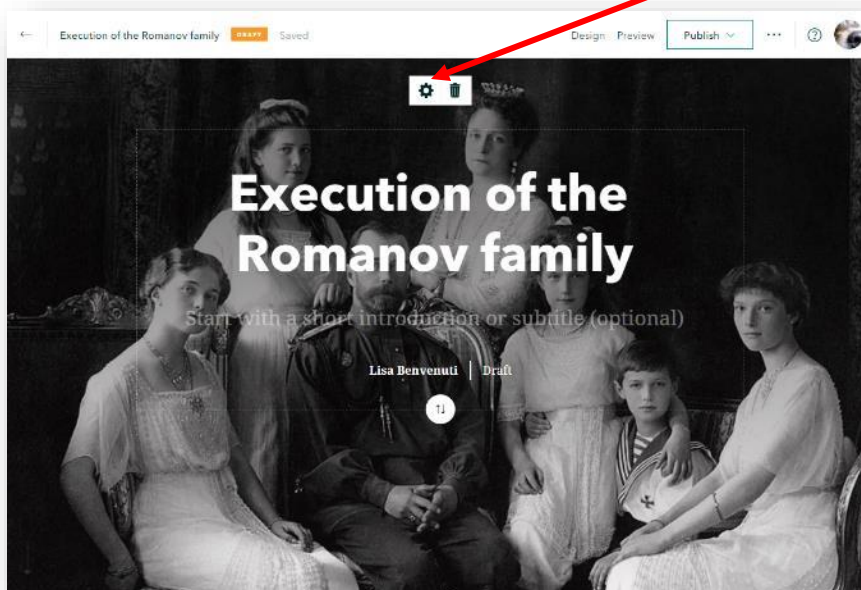 Execution of the Romanov family DRAFT Saved Design Preview Publish
Execution of the
Romanov family
Start with a short introduction or subtitle (optional)
Lisa Benvenuti Draft